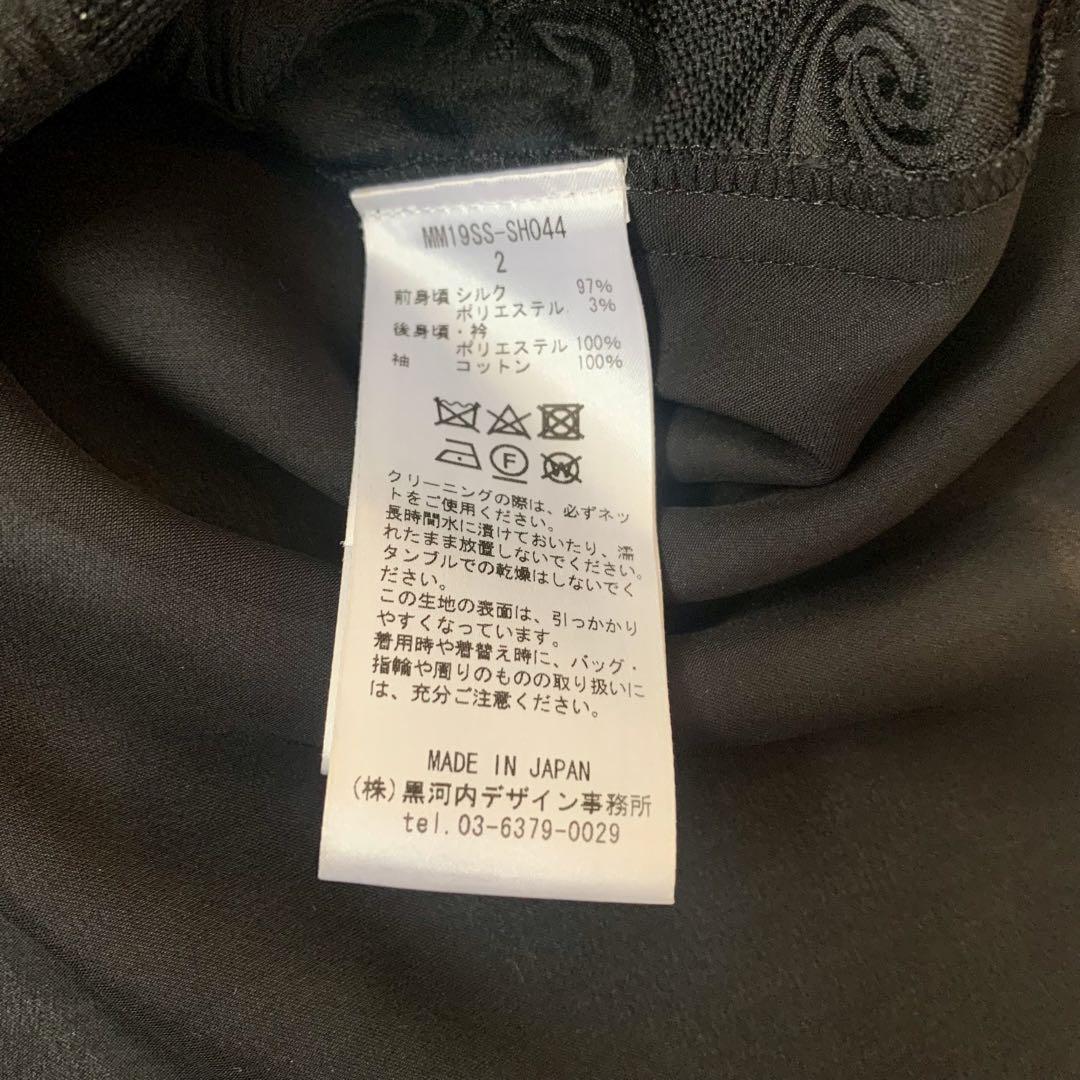 MM19SS-SH044
2
前身頃 シルク 97%
ポリエステル 3%
後身頃・衿
ポリエステル 100%
袖 コットン 100%
F
W
クリーニングの際は、必ずネッ
トをご使用ください。
長時間水に漬けておいたり、濡
れたまま放置しないでください。
タンブルでの乾燥はしないでく
ださい。
この生地の表面は、引っかかり
やすくなっています。
着用時や着替え時に、バッグ・
指輪や周りのものの取り扱いに
は、充分ご注意ください。
MADE IN JAPAN
(株)黒河内デザイン事務所
tel.03-6379-0029